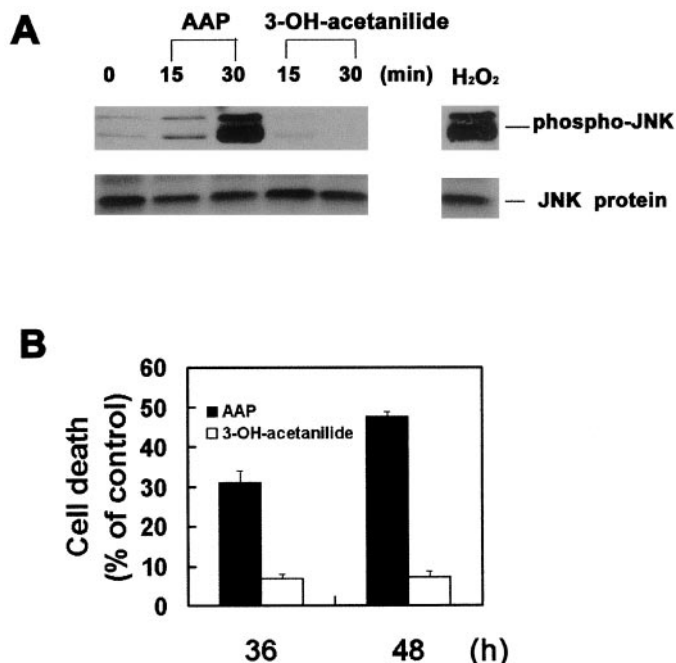 A
AAP 3-OH-acetanilide
0 15 30 15 30 (min) H₂O₂
phospho-JNK
JNK protein
B
60
50
40
30
20
10
0
Cell death
(% of control)
AAP
3-OH-acetanilide
36 48 (h)